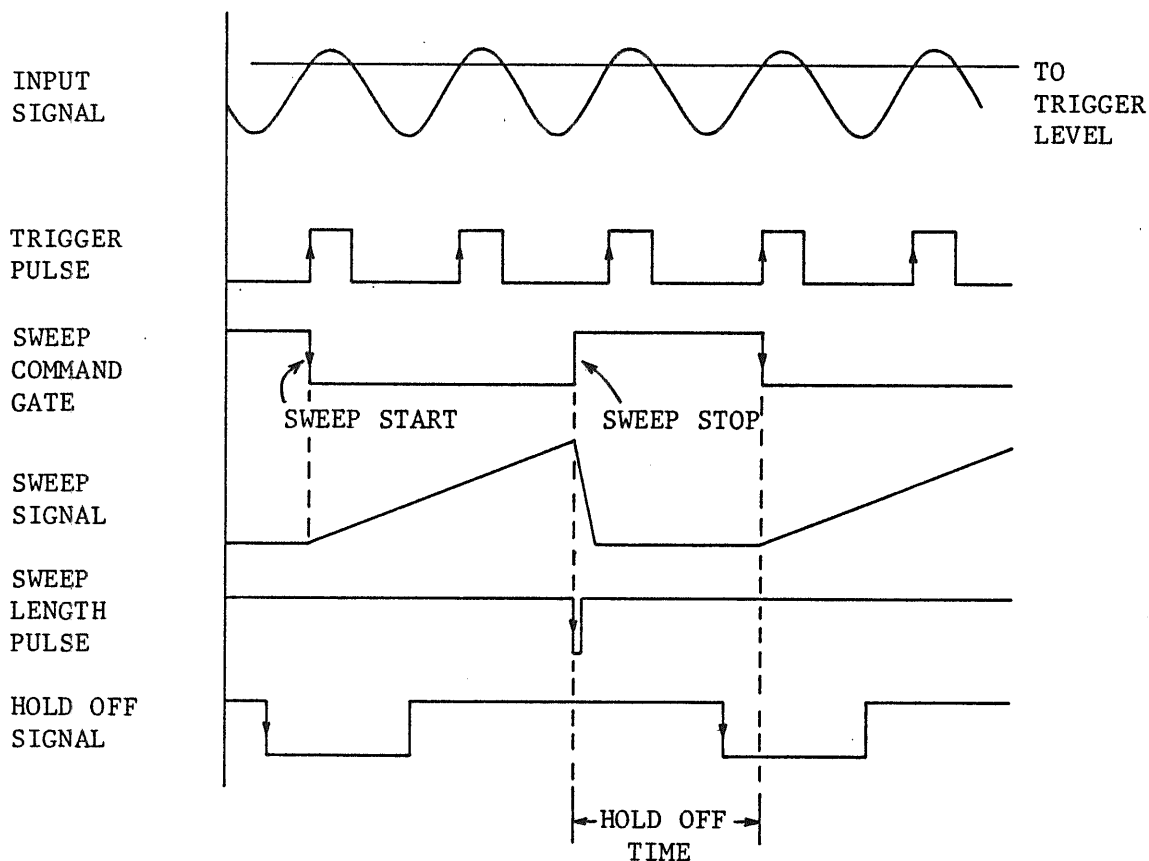 INPUT
SIGNAL
TO
TRIGGER
LEVEL
TRIGGER
PULSE
SWEEP
COMMAND
GATE
SWEEP START
SWEEP STOP
SWEEP
SIGNAL
SWEEP
LENGTH
PULSE
HOLD OFF
SIGNAL
HOLD OFF
TIME